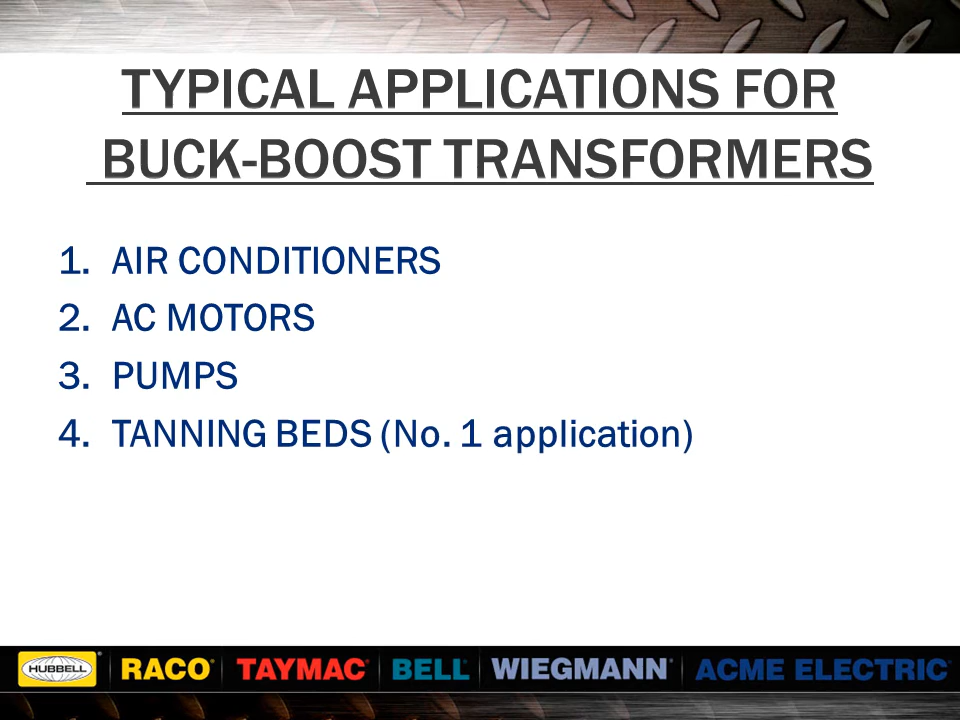 TYPICAL APPLICATIONS FOR
BUCK-BOOST TRANSFORMERS
1. AIR CONDITIONERS
2. AC MOTORS
3. PUMPS
4. TANNING BEDS (No. 1 application)
HUBBELL® RACO® TAYMAC® BELL® WIEGMANN® ACME ELECTRIC®